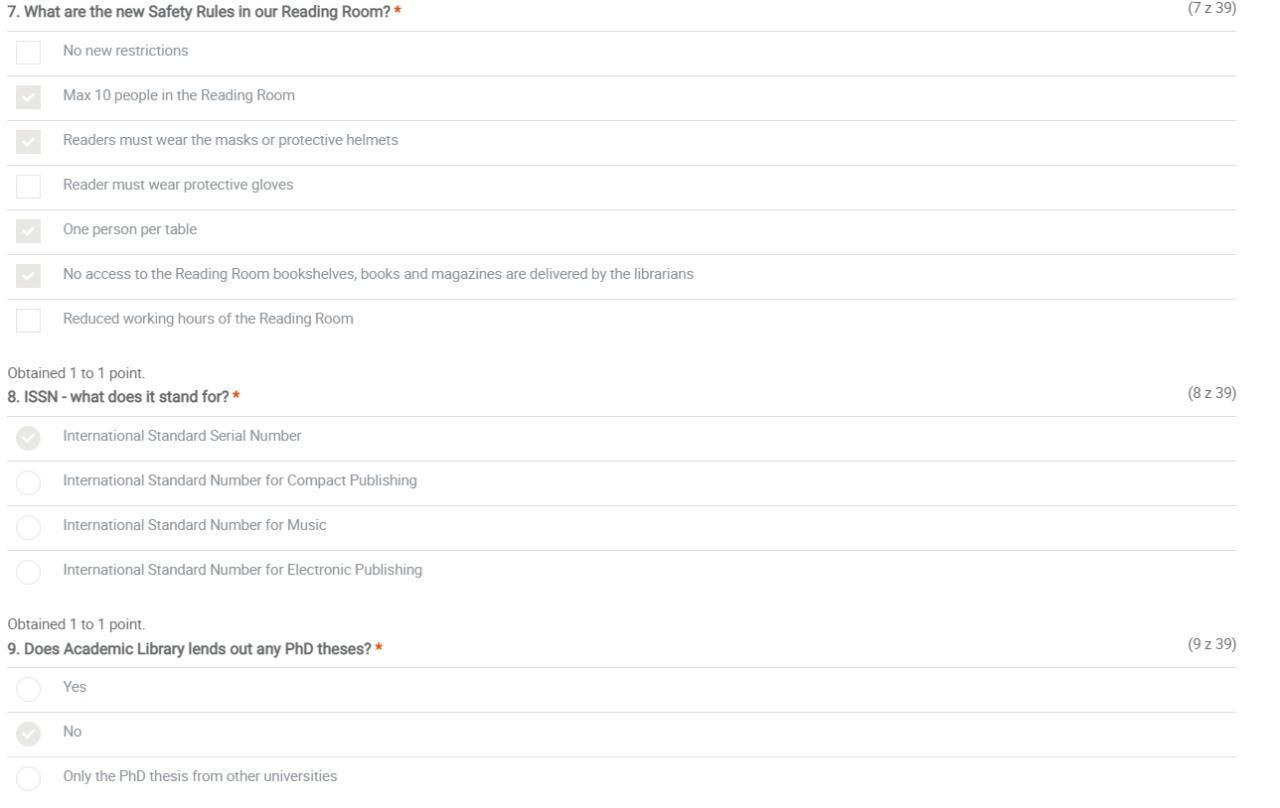 7. What are the new Safety Rules in our Reading Room? * (7 z 39)
No new restrictions
Max 10 people in the Reading Room
Readers must wear the masks or protective helmets
Reader must wear protective gloves
One person per table
No access to the Reading Room bookshelves, books and magazines are delivered by the librarians
Reduced working hours of the Reading Room
Obtained 1 to 1 point.
8. ISSN - what does it stand for? * (8 z 39)
International Standard Serial Number
International Standard Number for Compact Publishing
International Standard Number for Music
International Standard Number for Electronic Publishing
Obtained 1 to 1 point.
9. Does Academic Library lends out any PhD theses? * (9 z 39)
Yes
No
Only the PhD thesis from other universities